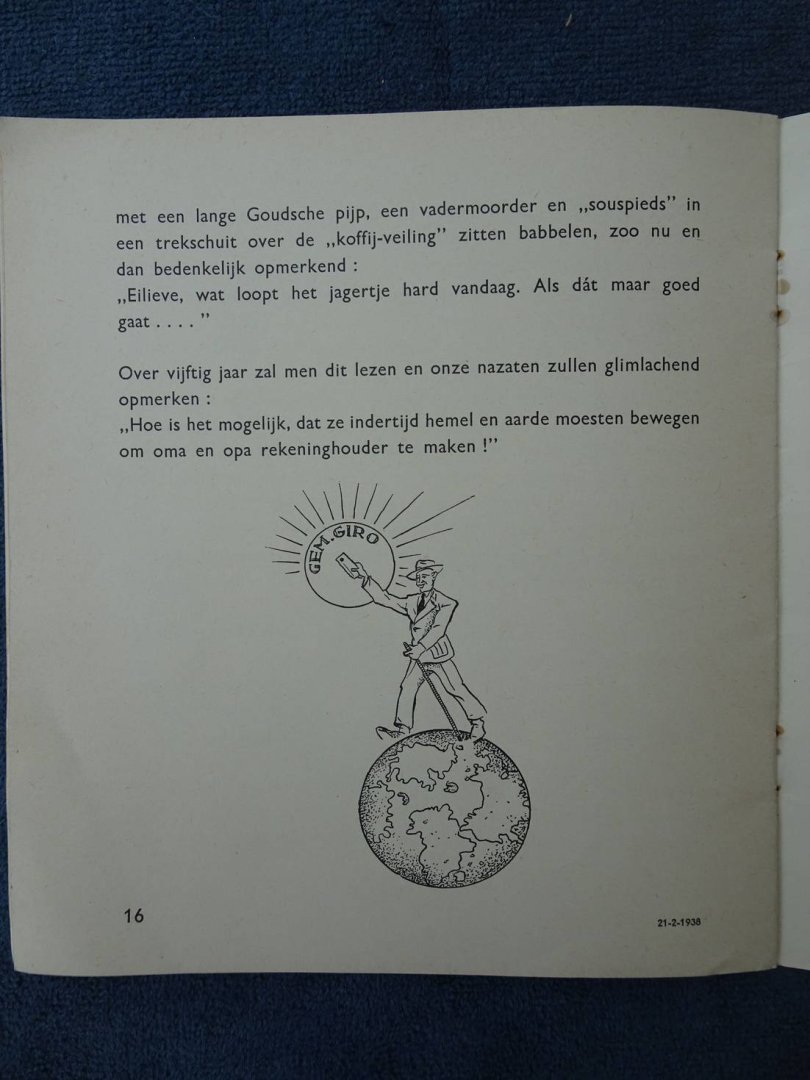 met een lange Goudsche pijp, een vadermoorder en „souspieds” in
een trekschuit over de „koffij-veiling” zitten babbelen, zoo nu en
dan bedenkelijk opmerkend :
„Eilieve, wat loopt het jagertje hard vandaag. Als dát maar goed
gaat . . . . ”
Over vijftig jaar zal men dit lezen en onze nazaten zullen glimlachend
opmerken :
„Hoe is het mogelijk, dat ze indertijd hemel en aarde moesten bewegen
om oma en opa rekeninghouder te maken !”
GEM. GIRO
16
21-2-1938